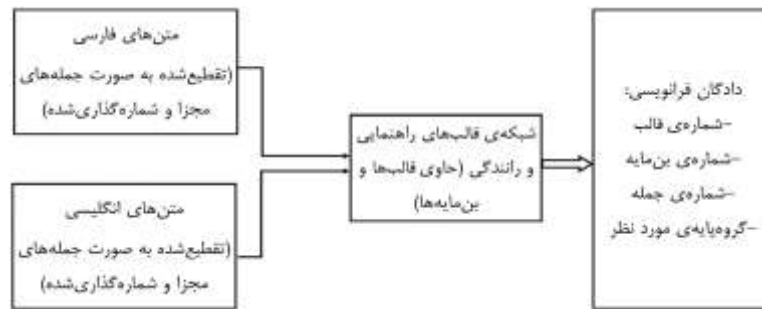 متن‌های فارسی
(تقطیع‌شده به صورت جمله‌های
مجزا و شماره‌گذاری‌شده)
متن‌های انگلیسی
(تقطیع‌شده به صورت جمله‌های
مجزا و شماره‌گذاری‌شده)
شبکه‌ی قالب‌های راهنمایی
و رانندگی (حاوی قالب‌ها و
بن‌مایه‌ها)
دادگان فرانویسی:
-شماره‌ی قالب
-شماره‌ی بن‌مایه
-شماره‌ی جمله
-گروه‌پایه‌ی مورد نظر